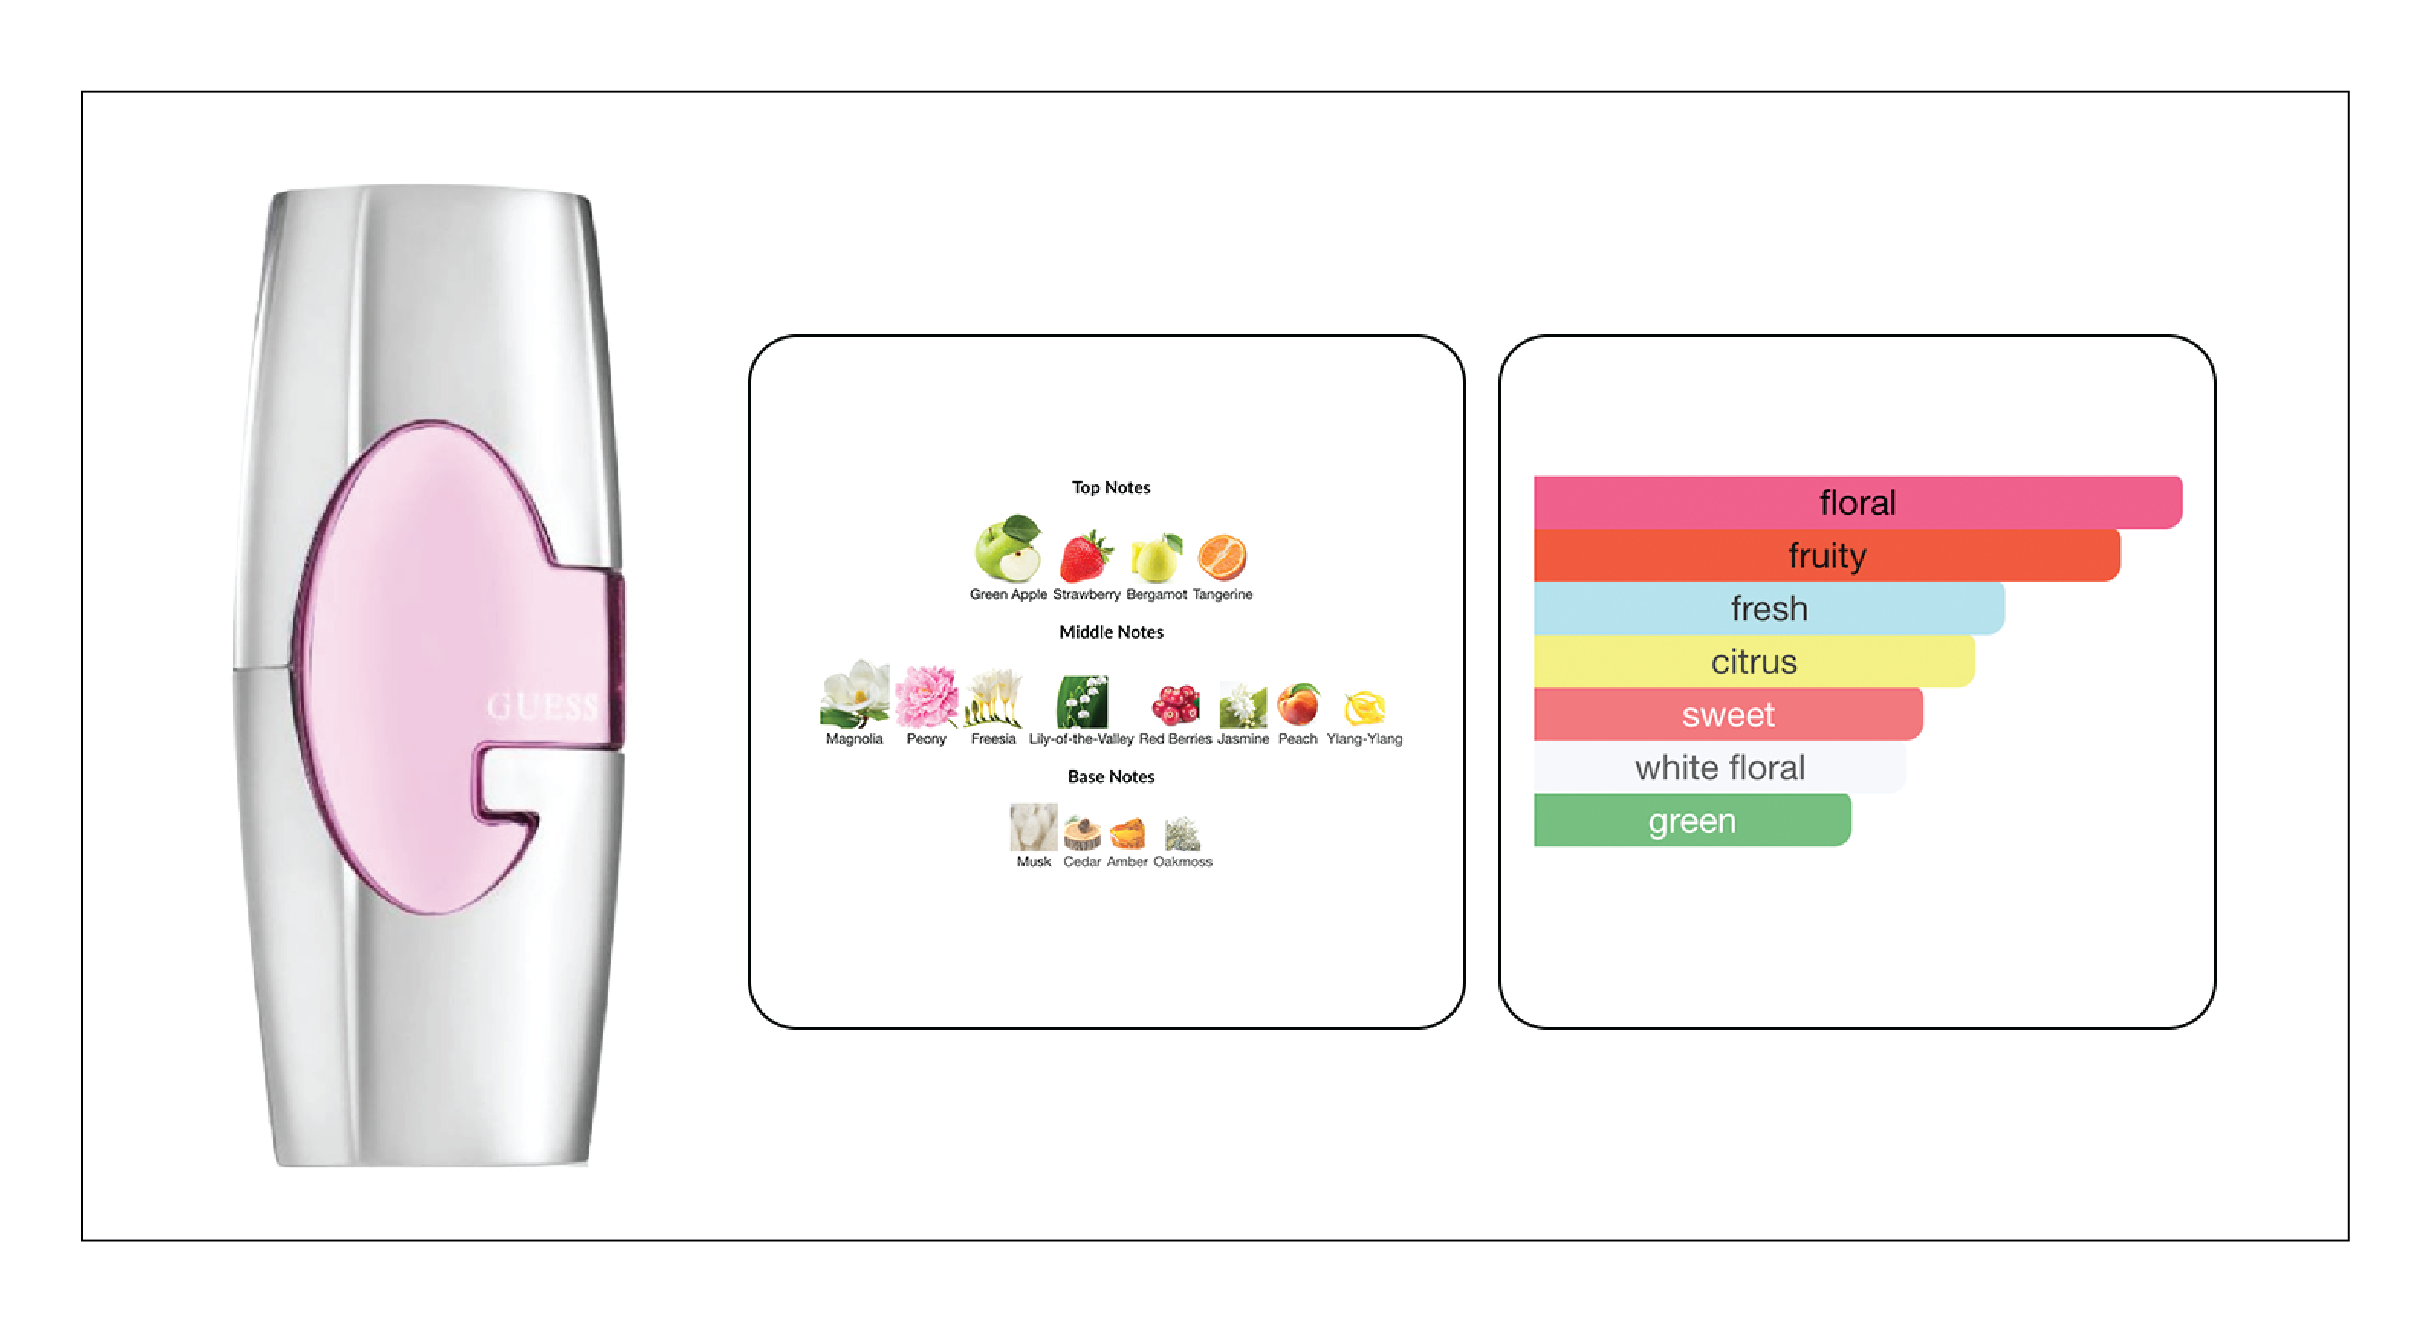 GUESS
Top Notes
Green Apple Strawberry Bergamot Tangerine
Middle Notes
Magnolia Peony Freesia Lily-of-the-Valley Red Berries Jasmine Peach Ylang-Ylang
Base Notes
Musk Cedar Amber Oakmoss
floral
fruity
fresh
citrus
sweet
white floral
green